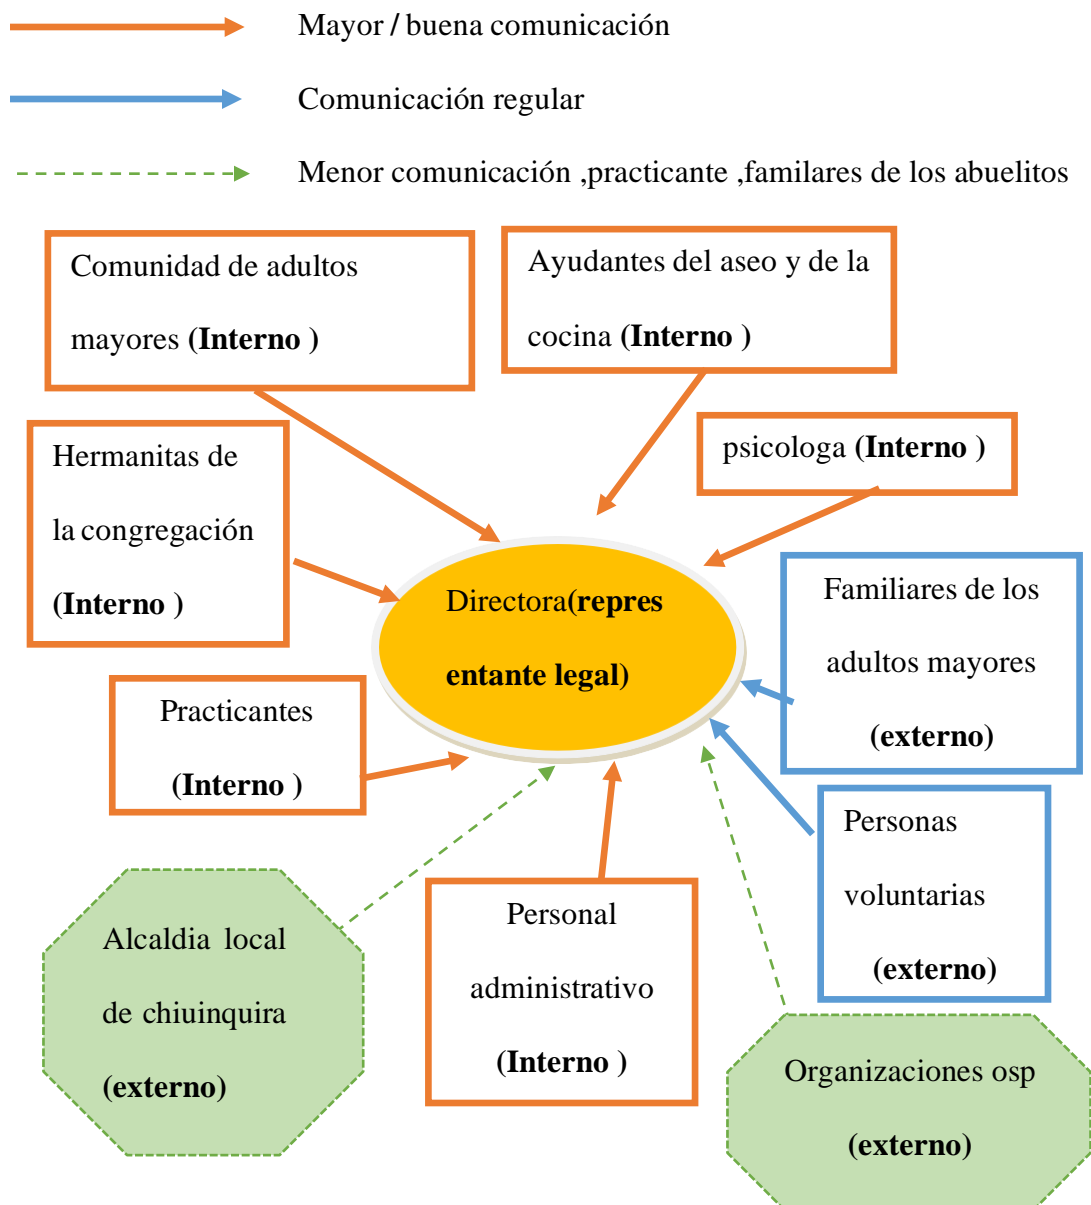 Mayor / buena comunicación
Comunicación regular
Menor comunicación ,practicante ,familares de los abuelitos
Comunidad de adultos
mayores (Interno )
Ayudantes del aseo y de la
cocina (Interno )
psicologa (Interno )
Hermanitas de
la congregación
(Interno )
Directora(repres
entante legal)
Familiares de los
adultos mayores
(externo)
Practicantes
(Interno )
Personas
voluntarias
(externo)
Alcaldia local
de chiuinquira
(externo)
Personal
administrativo
(Interno )
Organizaciones osp
(externo)